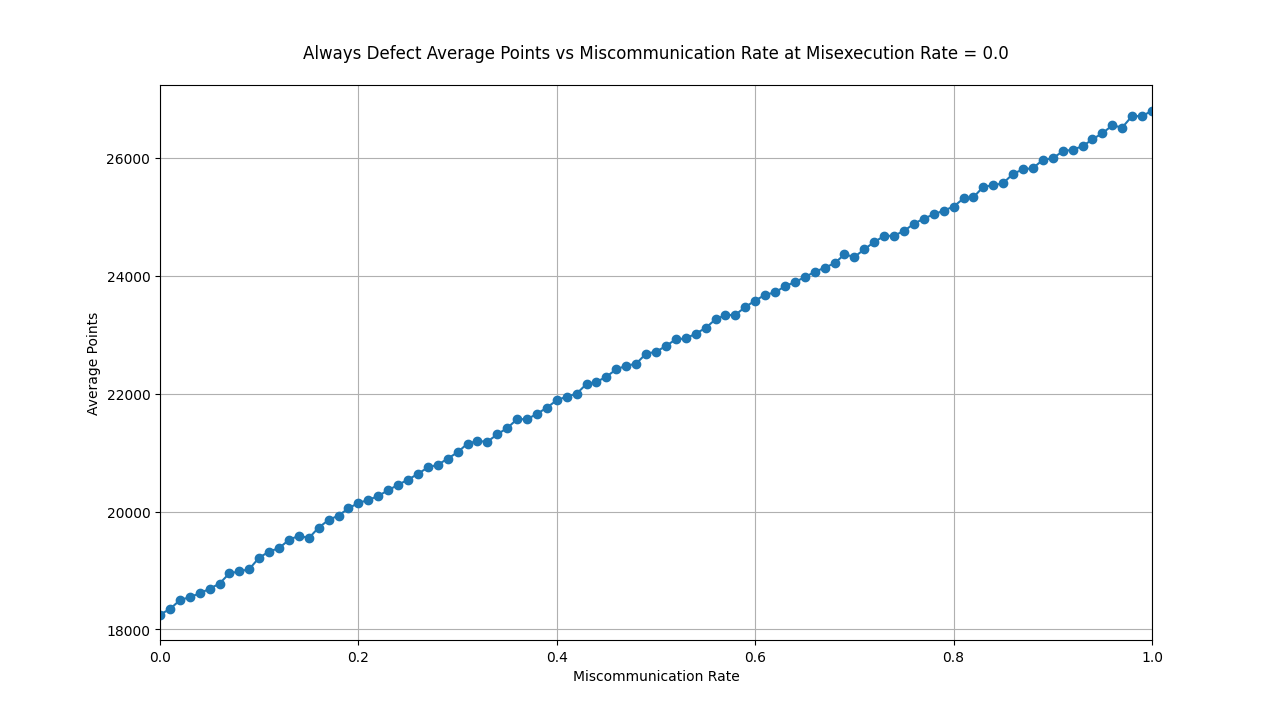 Always Defect Average Points vs Miscommunication Rate at Misexecution Rate = 0.0
Average Points
26000
24000
22000
20000
18000
0.0 0.2 0.4 0.6 0.8 1.0
Miscommunication Rate